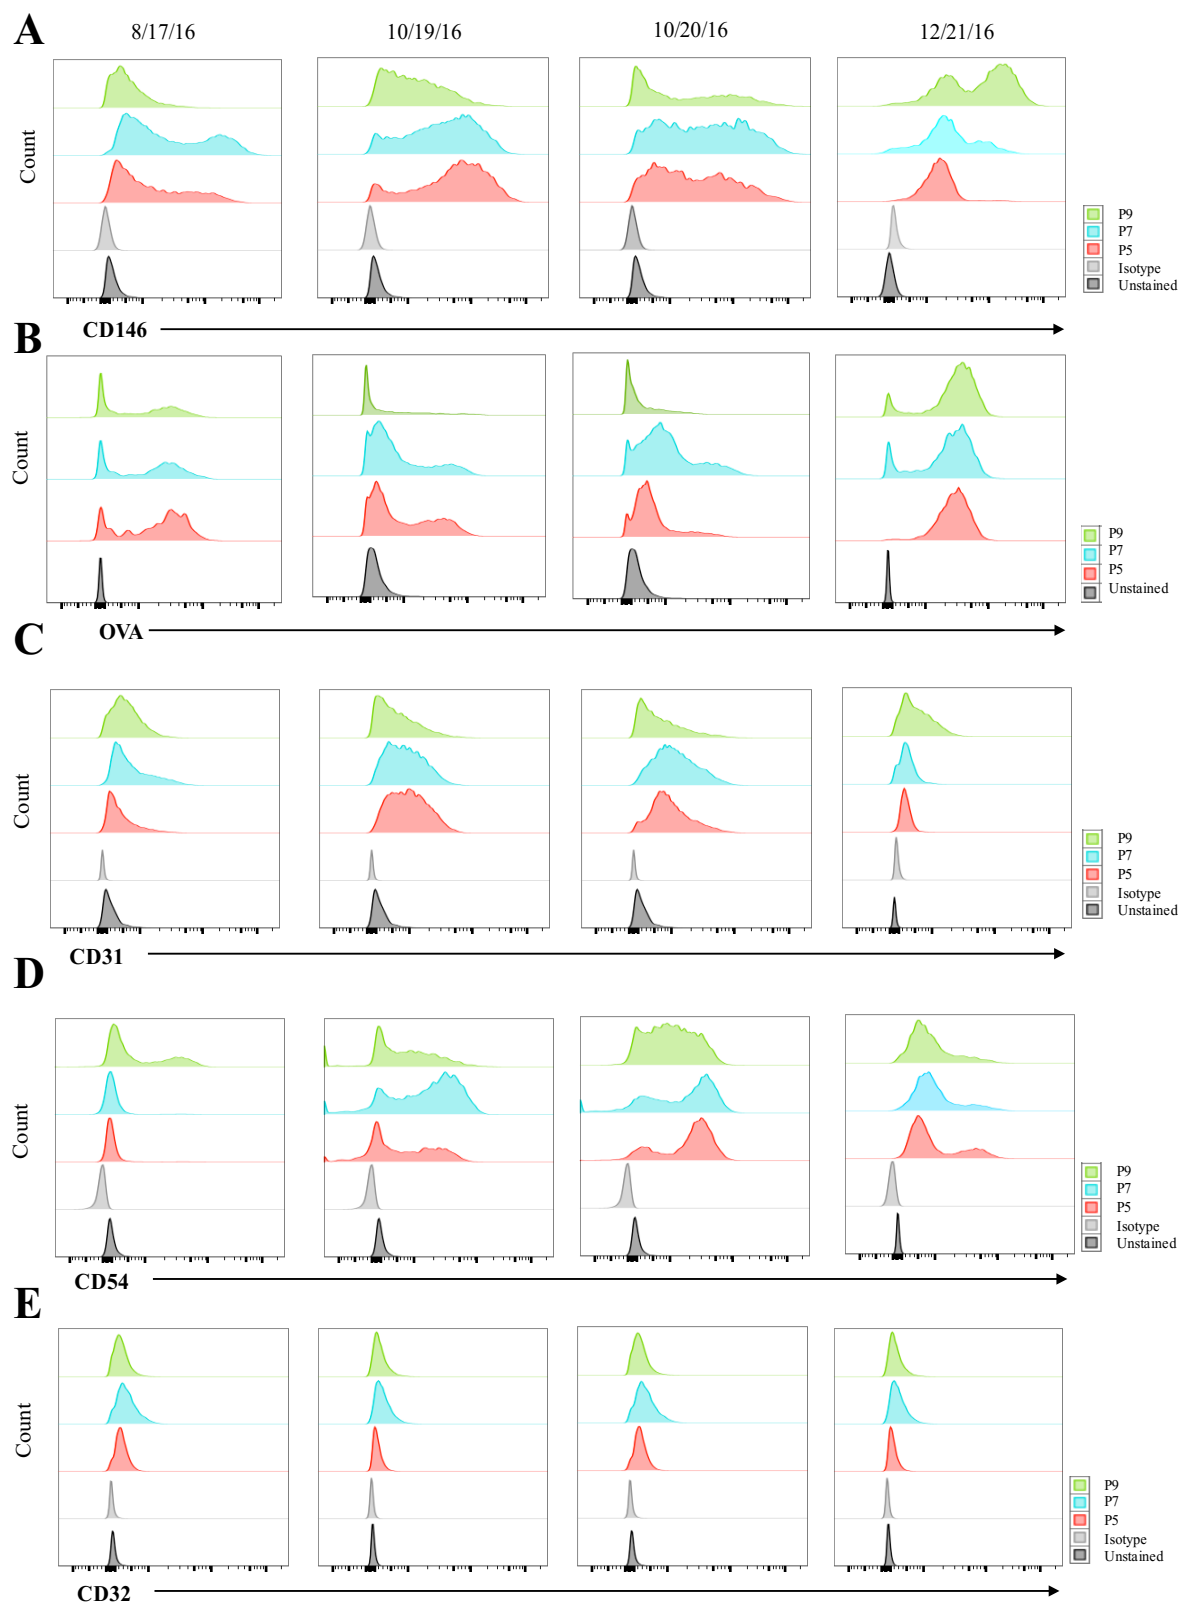 A
8/17/16
10/19/16
10/20/16
12/21/16
Count
P9
P7
P5
Isotype
Unstained
CD146
B
Count
P9
P7
P5
Unstained
OVA
C
Count
P9
P7
P5
Isotype
Unstained
CD31
D
Count
P9
P7
P5
Isotype
Unstained
CD54
E
Count
P9
P7
P5
Isotype
Unstained
CD32